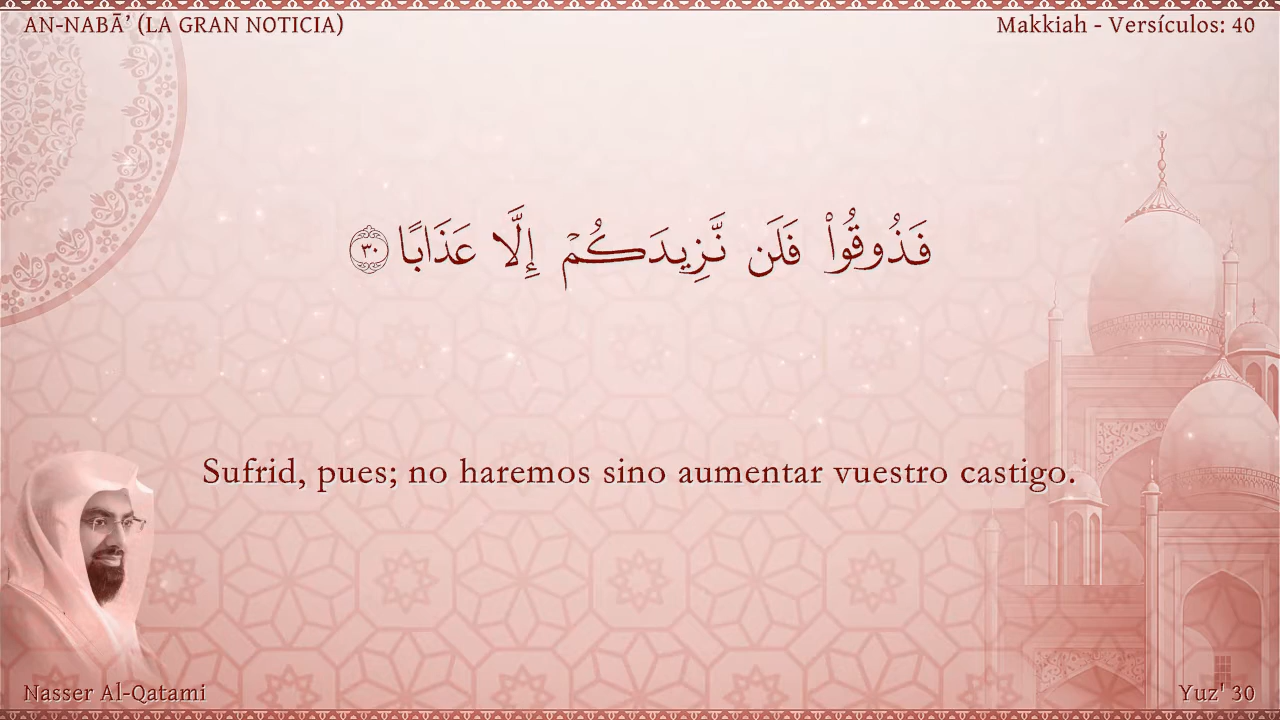 AN-NABĀ’ (LA GRAN NOTICIA)
Makkiah - Versículos: 40
فَذُوقُوا۟ فَلَن نَّزِيدَكُمْ إِلَّا عَذَابًا ٣٠
Sufrid, pues; no haremos sino aumentar vuestro castigo.
Nasser Al-Qatami
Yuz' 30